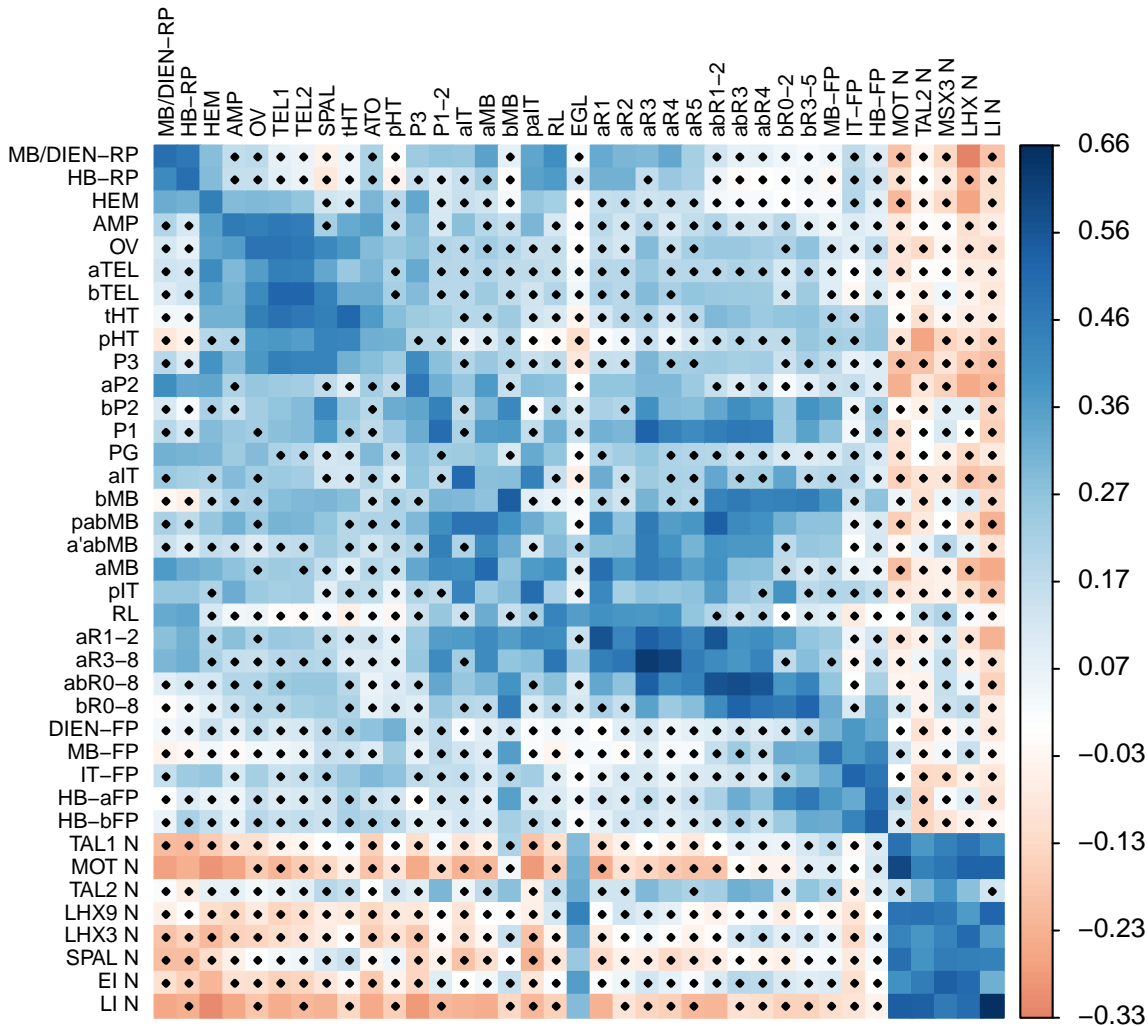 MB/DIEN−RP
HB−RP
HEM
AMP
OV
TEL1
TEL2
SPAL
tHT
ATO
pHT
P3
P1−2
aIT
aMB
bMB
paIT
RL
EGL
aR1
aR2
aR3
aR4
aR5
abR1−2
abR3
abR4
bR0−2
bR3−5
MB−FP
IT−FP
HB−FP
MOT N
TAL2 N
MSX3 N
LHX N
LI N
MB/DIEN−RP
HB−RP
HEM
AMP
OV
aTEL
bTEL
tHT
pHT
P3
aP2
bP2
P1
PG
aIT
bMB
pabMB
a'abMB
aMB
pIT
RL
aR1−2
aR3−8
abR0−8
bR0−8
DIEN−FP
MB−FP
IT−FP
HB−aFP
HB−bFP
TAL1 N
MOT N
TAL2 N
LHX9 N
LHX3 N
SPAL N
EI N
LI N
0.66
0.56
0.46
0.36
0.27
0.17
0.07
−0.03
−0.13
−0.23
−0.33